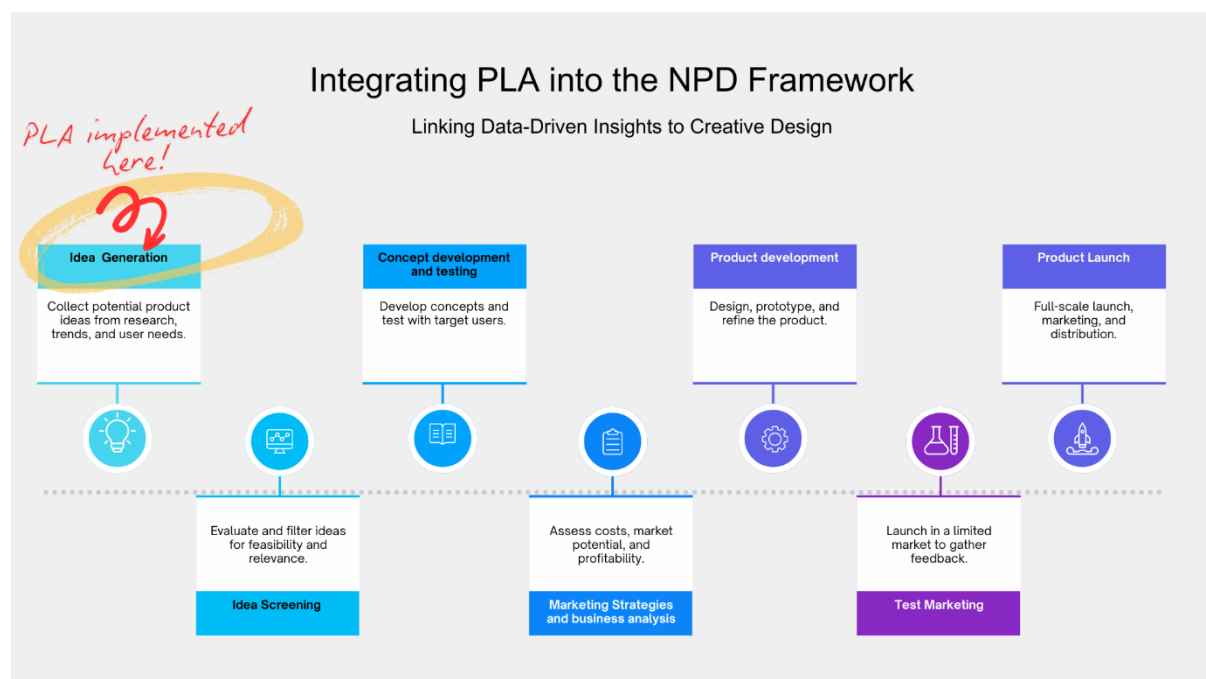 Integrating PLA into the NPD Framework
Linking Data-Driven Insights to Creative Design
PLA implemented
here!
Idea Generation
Collect potential product
ideas from research,
trends, and user needs.
Evaluate and filter ideas
for feasibility and
relevance.
Idea Screening
Concept development
and testing
Develop concepts and
test with target users.
Assess costs, market
potential, and
profitability.
Marketing Strategies
and business analysis
Product development
Design, prototype, and
refine the product.
Launch in a limited
market to gather
feedback.
Test Marketing
Product Launch
Full-scale launch,
marketing, and
distribution.